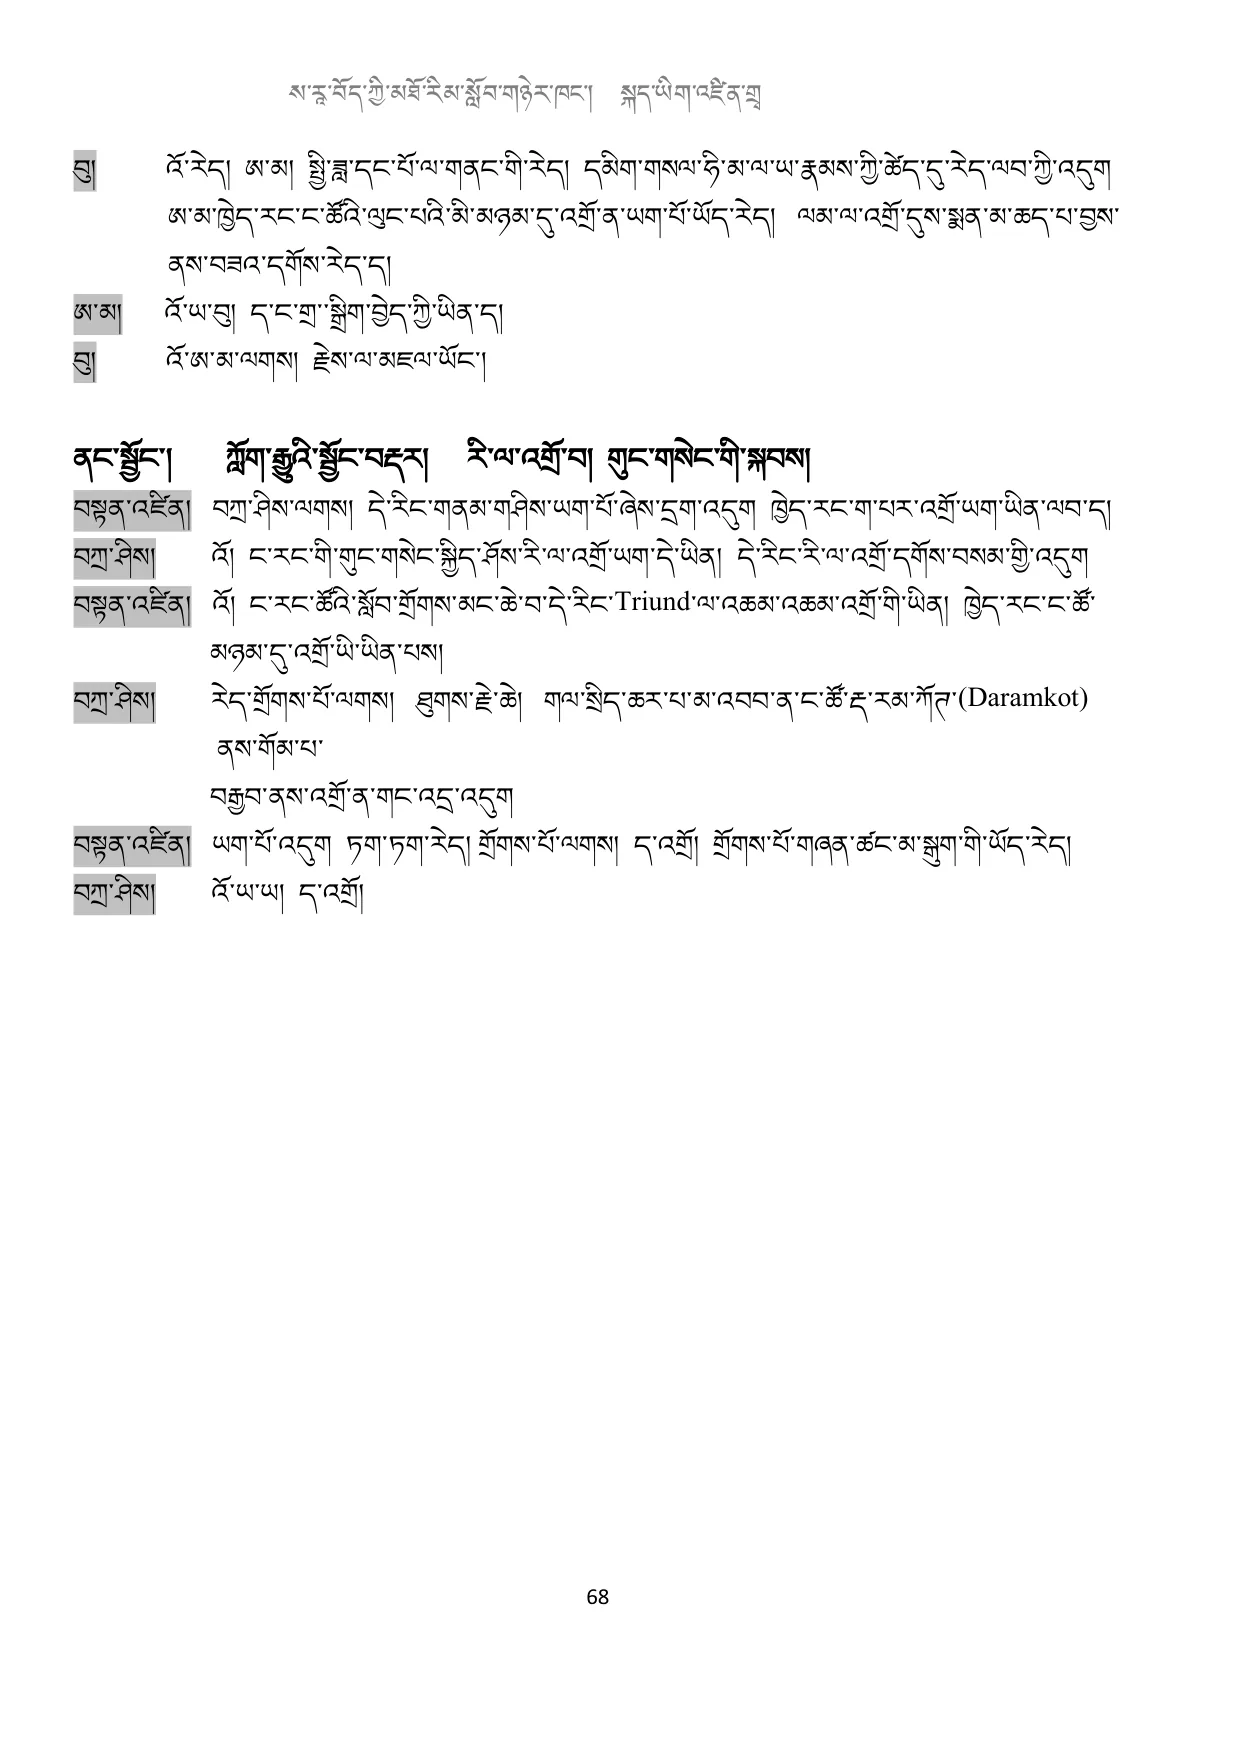 ས་རཱ་བོད་ཀྱི་མཐོ་རིམ་སློབ་གཉེར་ཁང་།   སྐད་ཡིག་འཛིན་གྲྭ
བུ།   འོ་རེད།  ཨ་མ།  སྤྱི་ཟླ་དང་པོ་ལ་གནང་གི་རེད།  དམིག་གསལ་ཧི་མ་ལ་ཡ་རྣམས་ཀྱི་ཚེད་དུ་རེད་ལབ་ཀྱི་འདུག
ཨ་མ་ཁྱེད་རང་ང་ཚོའི་ལུང་པའི་མི་མཉམ་དུ་འགྲོ་ན་ཡག་པོ་ཡོད་རེད།   ལམ་ལ་འགྲོ་དུས་སྨན་མ་ཆད་པ་བྱས་
ནས་བཟའ་དགོས་རེད་ད།
ཨ་མ།   འོ་ཡ་བུ།  ད་ང་གྲ་་སྒྲིག་བྱེད་ཀྱི་ཡིན་ད།
བུ།   འོ་ཨ་མ་ལགས།  རྗེས་ལ་མཇལ་ཡོང་།
ནང་སྦྱོང་།   ཀློག་རྒྱུའི་སྦྱོང་བརྡར།   རི་ལ་འགྲོ་བ།  གུང་གསེང་གི་སྐབས།
བསྟན་འཛིན།   བཀྲ་ཤིས་ལགས།  དེ་རིང་གནམ་གཤིས་ཡག་པོ་ཞེས་དྲག་འདུག  ཁྱེད་རང་ག་པར་འགྲོ་ཡག་ཡིན་ལབ་ད།
བཀྲ་ཤིས།   འོ།  ང་རང་གི་གུང་གསེང་སྐྱིད་ཤོས་རི་ལ་འགྲོ་ཡག་དེ་ཡིན།  དེ་རིང་རི་ལ་འགྲོ་དགོས་བསམ་གྱི་འདུག
བསྟན་འཛིན།   འོ།  ང་རང་ཚོའི་སློབ་གྲོགས་མང་ཆེ་བ་དེ་རིང་Triund་ལ་འཆམ་འཆམ་འགྲོ་གི་ཡིན།  ཁྱེད་རང་ང་ཚོ་
མཉམ་དུ་འགྲོ་ཡི་ཡིན་པས།
བཀྲ་ཤིས།   རེད་གྲོགས་པོ་ལགས།   ཐུགས་རྗེ་ཆེ།   གལ་སྲིད་ཆར་པ་མ་འབབ་ན་ང་ཚོ་རྡ་རམ་ཀོཊ་(Daramkot)
ནས་གོམ་པ་
བརྒྱབ་ནས་འགྲོ་ན་གང་འདྲ་འདུག
བསྟན་འཛིན།   ཡག་པོ་འདུག  ཏག་ཏག་རེད། གྲོགས་པོ་ལགས།  ད་འགྲོ།  གྲོགས་པོ་གཞན་ཚང་མ་སྒུག་གི་ཡོད་རེད།
བཀྲ་ཤིས།   འོ་ཡ་ཡ།  ད་འགྲོ།
68